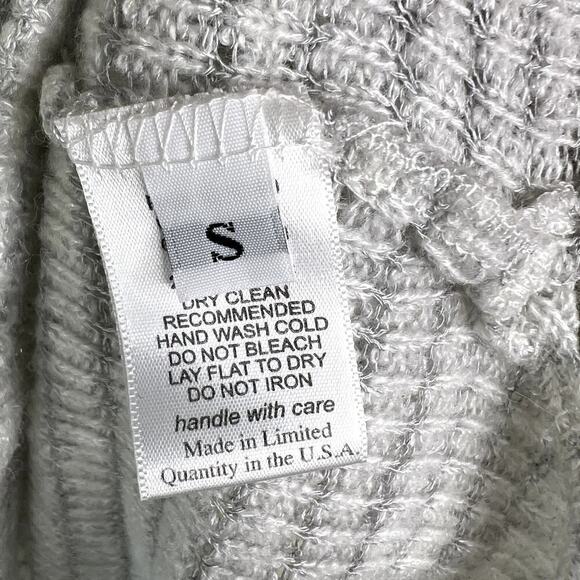 S
DRY CLEAN
RECOMMENDED
HAND WASH COLD
DO NOT BLEACH
LAY FLAT TO DRY
DO NOT IRON
handle with care
Made in Limited
Quantity in the U.S.A.